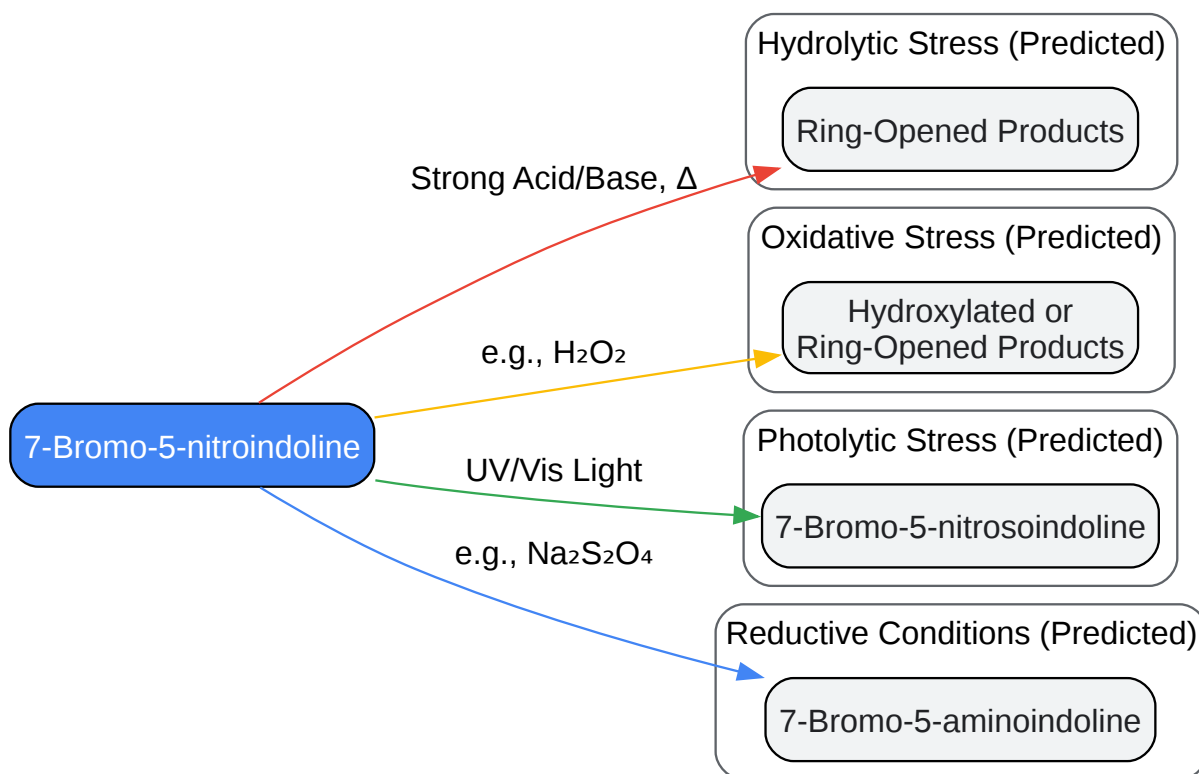 Hydrolytic Stress (Predicted)
Ring-Opened Products
Strong Acid/Base, Δ
Oxidative Stress (Predicted)
Hydroxylated or
Ring-Opened Products
e.g., H₂O₂
7-Bromo-5-nitroindoline
Photolytic Stress (Predicted)
UV/Vis Light
7-Bromo-5-nitrosoindoline
e.g., Na₂S₂O₄
Reductive Conditions (Predicted)
7-Bromo-5-aminoindoline